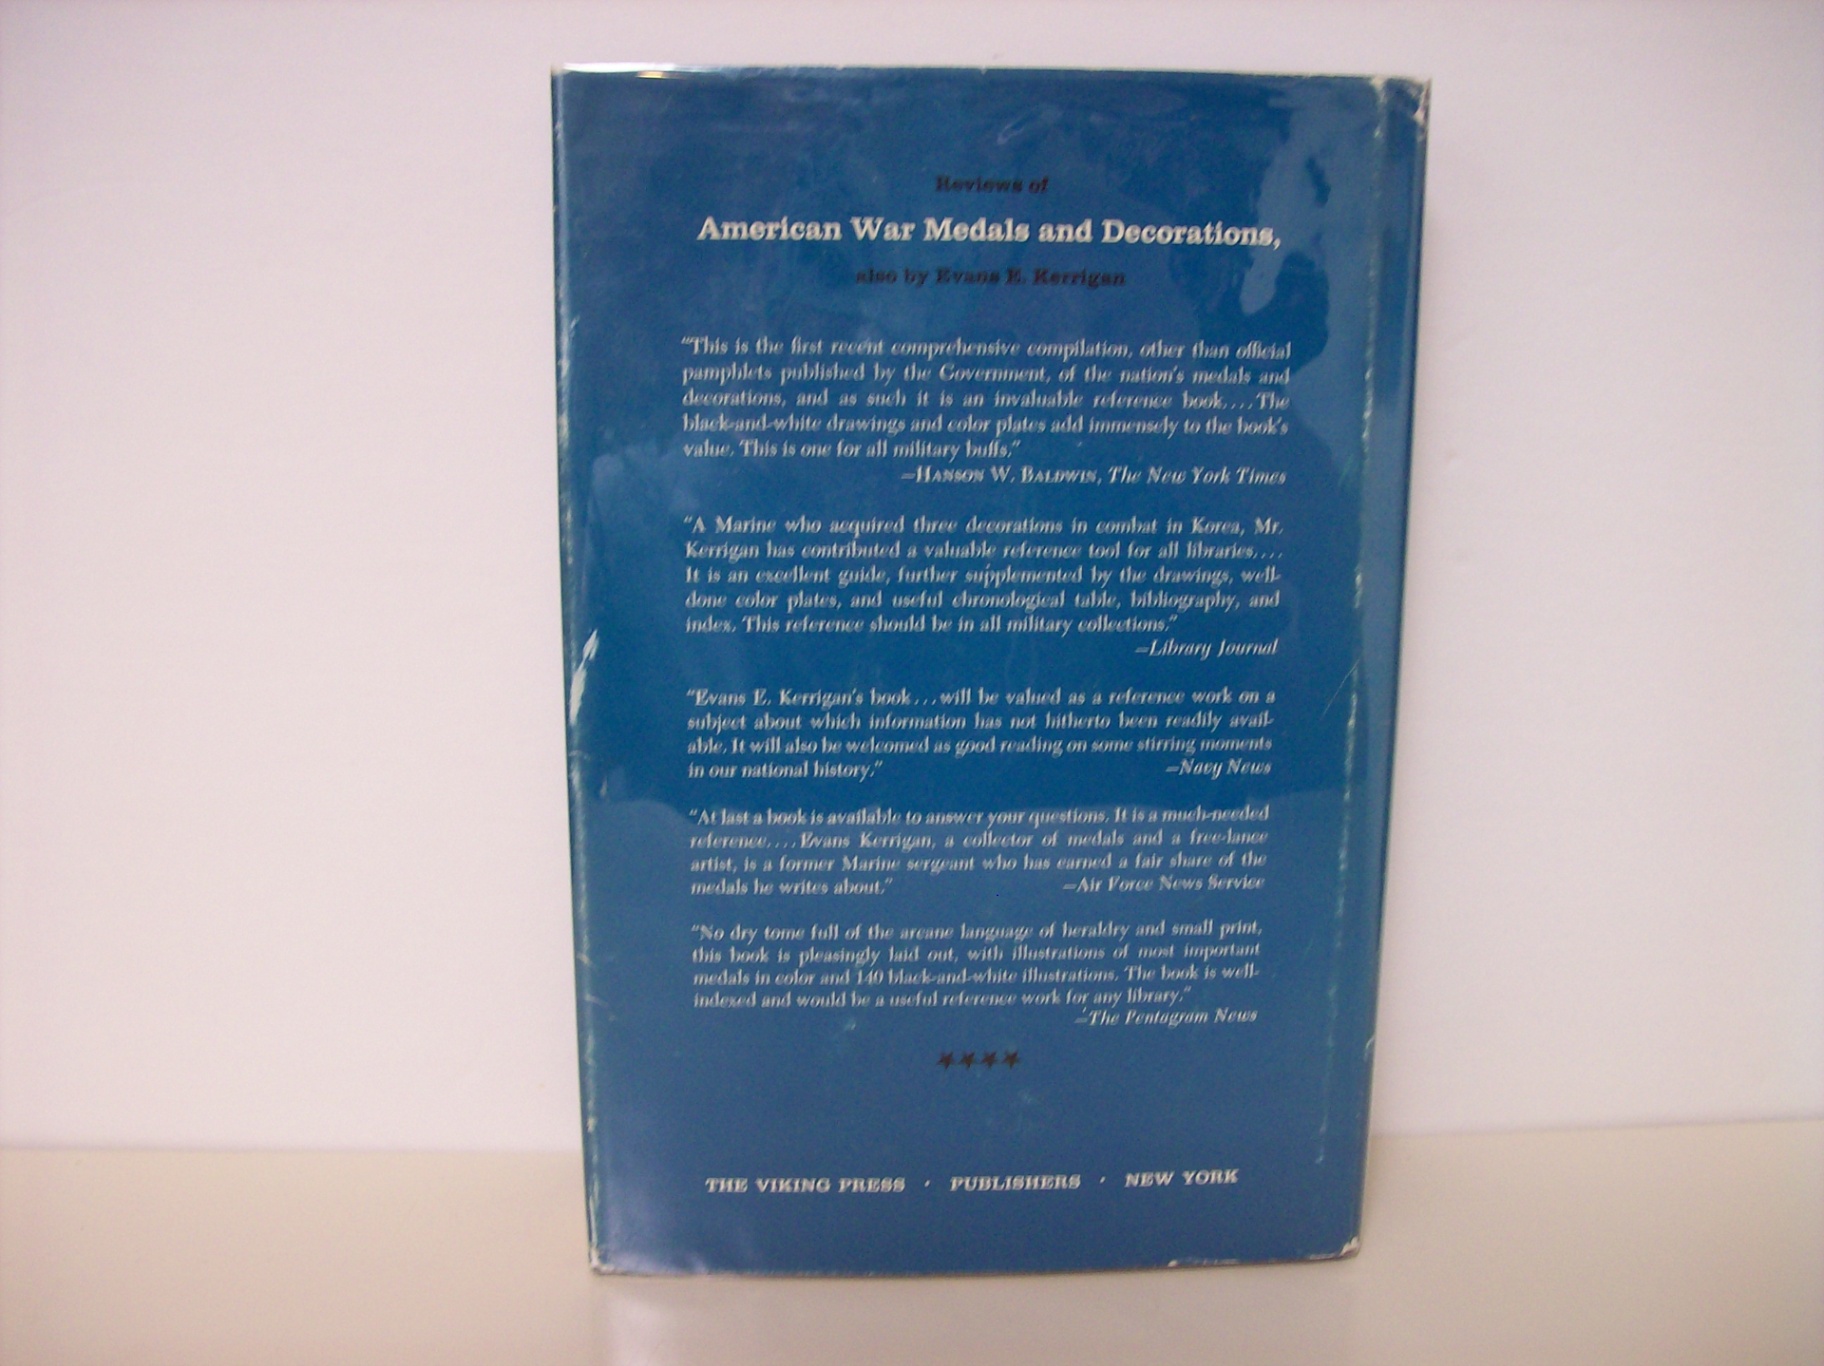 Reviews of
American War Medals and Decorations,
also by Evans E. Kerrigan
"This is the first recent comprehensive compilation, other than official
pamphlets published by the Government, of the nation's medals and
decorations, and as such it is an invaluable reference book....The
black-and-white drawings and color plates add immensely to the book's
value. This is one for all military buffs."
—HANSON W. BALDWIN, The New York Times
"A Marine who acquired three decorations in combat in Korea, Mr.
Kerrigan has contributed a valuable reference tool for all libraries....
It is an excellent guide, further supplemented by the drawings, well-
done color plates, and useful chronological table, bibliography, and
index. This reference should be in all military collections."
—Library Journal
"Evans E. Kerrigan's book...will be valued as a reference work on a
subject about which information has not hitherto been readily avail-
able. It will also be welcomed as good reading on some stirring moments
in our national history." —Navy News
"At last a book is available to answer your questions. It is a much-needed
reference....Evans Kerrigan, a collector of medals and a free-lance
artist, is a former Marine sergeant who has earned a fair share of the
medals he writes about." —Air Force News Service
"No dry tome full of the arcane language of heraldry and small print,
this book is pleasingly laid out, with illustrations of most important
medals in color and 140 black-and-white illustrations. The book is well-
indexed and would be a useful reference work for any library."
—The Pentagram News
★★★★
THE VIKING PRESS · PUBLISHERS · NEW YORK